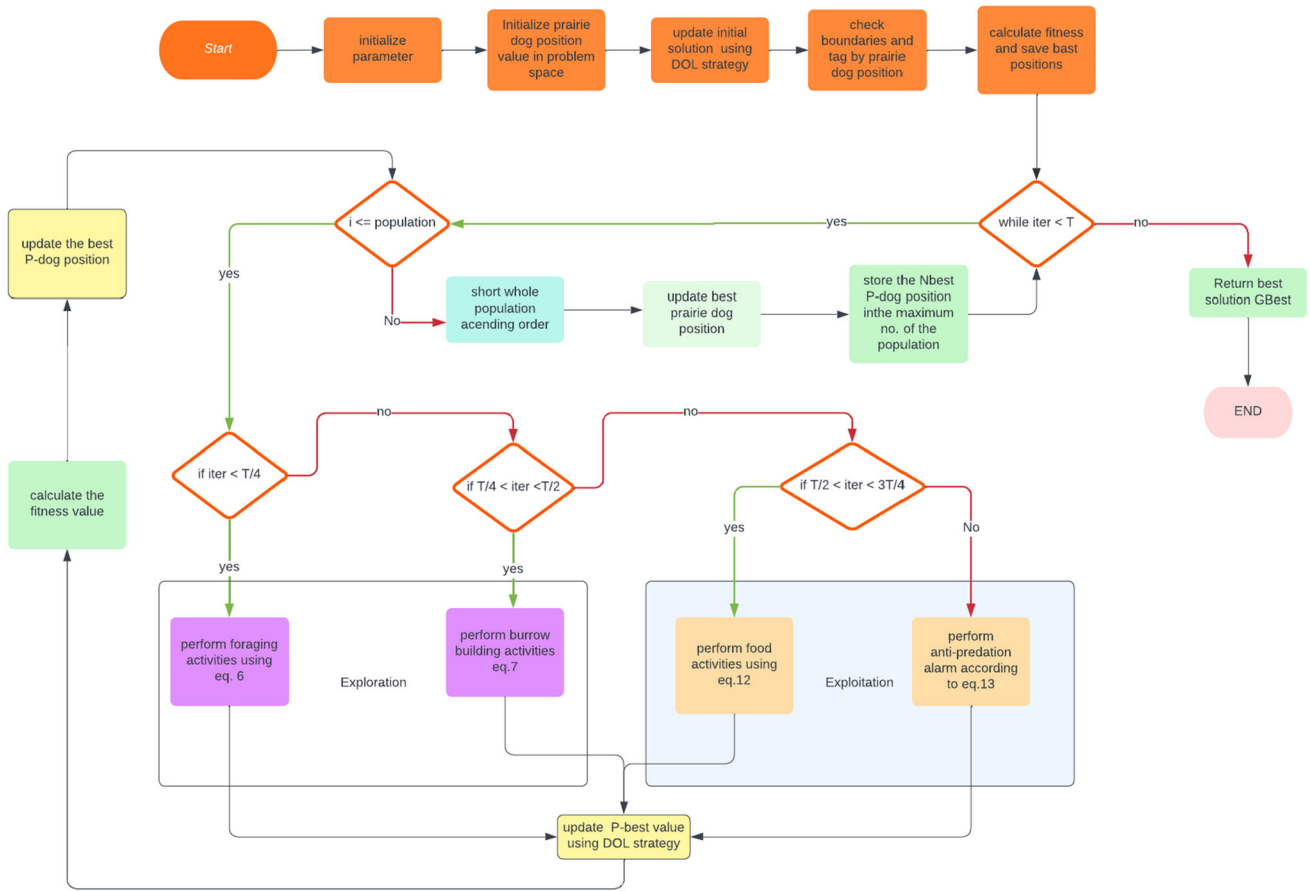 Start
initialize
parameter
Initialize prairie
dog position
value in problem
space
update initial
solution using
DOL strategy
check
boundaries and
tag by prairie
dog position
calculate fitness
and save bast
positions
update the best
P-dog position
i <= population
yes
while iter < T
no
yes
No
short whole
population
acending order
update best
prairie dog
position
store the Nbest
P-dog position
inthe maximum
no. of the
population
Return best
solution GBest
END
no
no
calculate the
fitness value
if iter < T/4
if T/4 < iter <T/2
if T/2 < iter < 3T/4
yes
yes
yes
No
perform foraging
activities using
eq. 6
Exploration
perform burrow
building activities
eq.7
perform food
activities using
eq.12
Exploitation
perform
anti-predation
alarm according
to eq.13
update P-best value
using DOL strategy